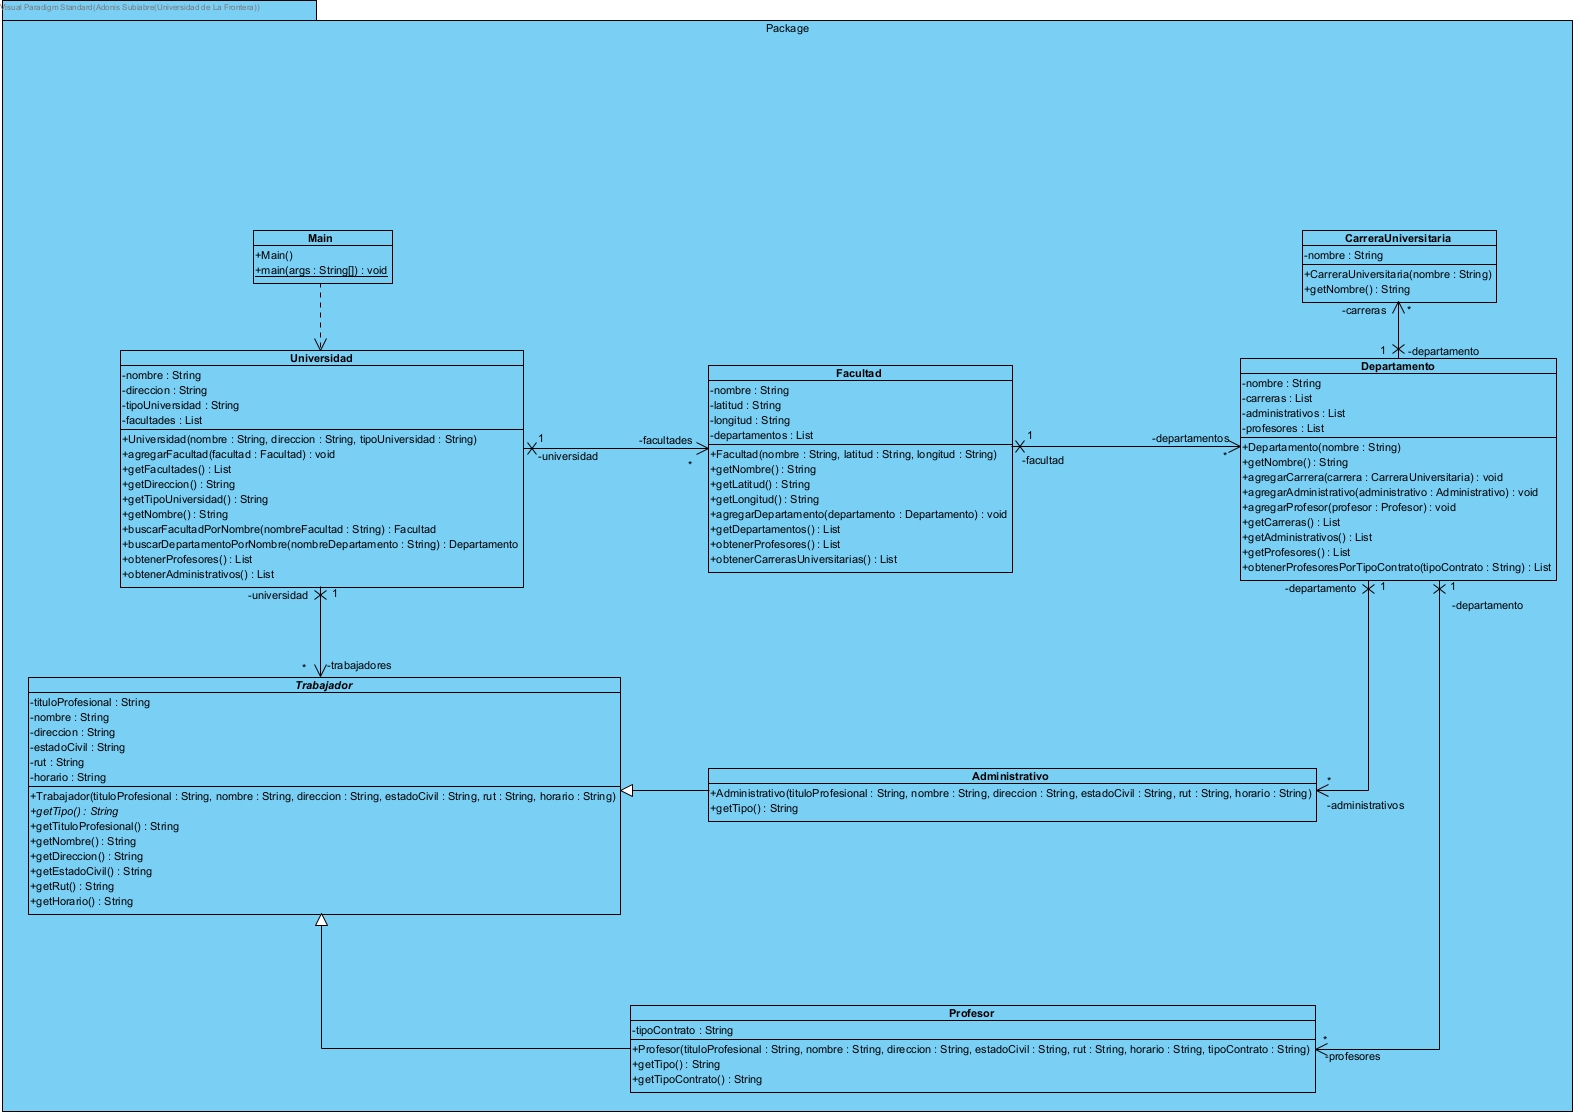 Visual Paradigm Standard(Adonis Subiabre(Universidad de La Frontera))
Package
Main
+Main()
+main(args : String[]) : void
CarreraUniversitaria
-nombre : String
+CarreraUniversitaria(nombre : String)
+getNombre() : String
-carreras
*
1
-departamento
Universidad
-nombre : String
-direccion : String
-tipoUniversidad : String
-facultades : List
+Universidad(nombre : String, direccion : String, tipoUniversidad : String)
+agregarFacultad(facultad : Facultad) : void
+getFacultades() : List
+getDireccion() : String
+getTipoUniversidad() : String
+getNombre() : String
+buscarFacultadPorNombre(nombreFacultad : String) : Facultad
+buscarDepartamentoPorNombre(nombreDepartamento : String) : Departamento
+obtenerProfesores() : List
+obtenerAdministrativos() : List
1
-universidad
-facultades
*
Facultad
-nombre : String
-latitud : String
-longitud : String
-departamentos : List
+Facultad(nombre : String, latitud : String, longitud : String)
+getNombre() : String
+getLatitud() : String
+getLongitud() : String
+agregarDepartamento(departamento : Departamento) : void
+getDepartamentos() : List
+obtenerProfesores() : List
+obtenerCarrerasUniversitarias() : List
1
-facultad
-departamentos
*
Departamento
-nombre : String
-carreras : List
-administrativos : List
-profesores : List
+Departamento(nombre : String)
+getNombre() : String
+agregarCarrera(carrera : CarreraUniversitaria) : void
+agregarAdministrativo(administrativo : Administrativo) : void
+agregarProfesor(profesor : Profesor) : void
+getCarreras() : List
+getAdministrativos() : List
+getProfesores() : List
+obtenerProfesoresPorTipoContrato(tipoContrato : String) : List
-universidad
1
*
-trabajadores
-departamento
1
1
-departamento
Trabajador
-tituloProfesional : String
-nombre : String
-direccion : String
-estadoCivil : String
-rut : String
-horario : String
+Trabajador(tituloProfesional : String, nombre : String, direccion : String, estadoCivil : String, rut : String, horario : String)
+getTipo() : String
+getTituloProfesional() : String
+getNombre() : String
+getDireccion() : String
+getEstadoCivil() : String
+getRut() : String
+getHorario() : String
Administrativo
+Administrativo(tituloProfesional : String, nombre : String, direccion : String, estadoCivil : String, rut : String, horario : String)
+getTipo() : String
*
-administrativos
Profesor
-tipoContrato : String
+Profesor(tituloProfesional : String, nombre : String, direccion : String, estadoCivil : String, rut : String, horario : String, tipoContrato : String)
+getTipo() : String
+getTipoContrato() : String
*
-profesores